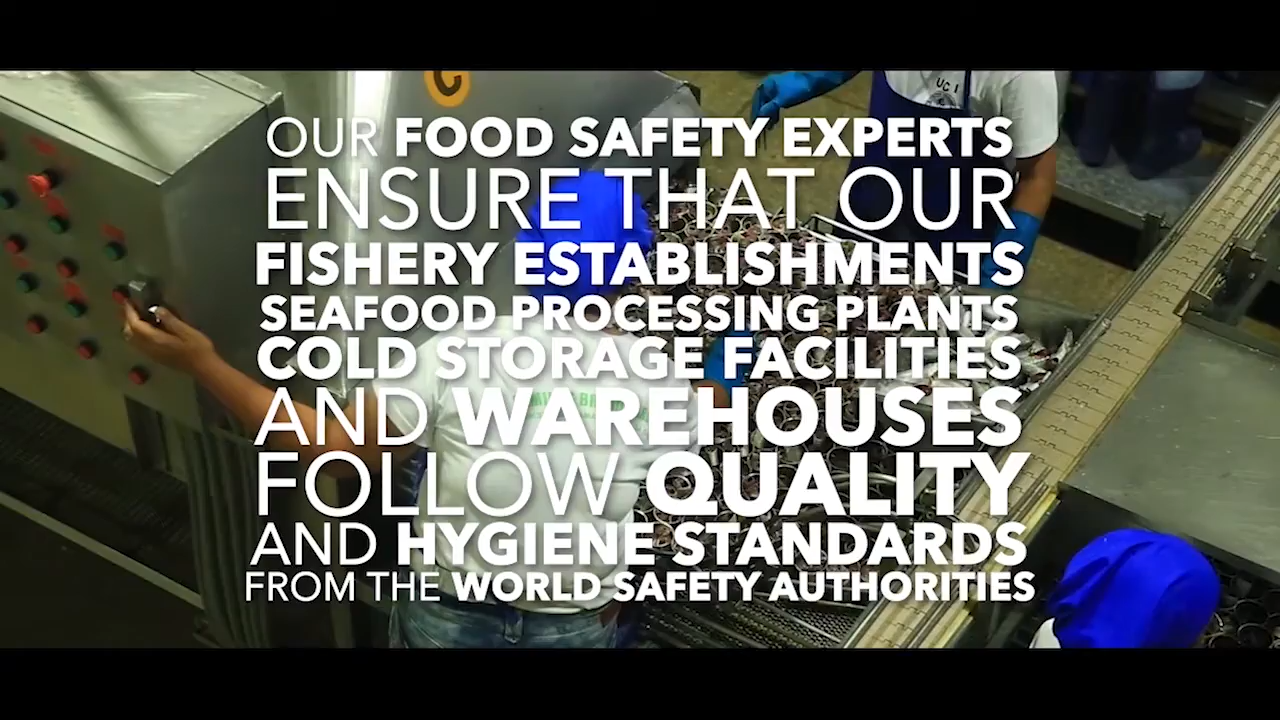 UC I
OUR FOOD SAFETY EXPERTS
ENSURE THAT OUR
FISHERY ESTABLISHMENTS
SEAFOOD PROCESSING PLANTS
COLD STORAGE FACILITIES
AND WAREHOUSES
FOLLOW QUALITY
AND HYGIENE STANDARDS
FROM THE WORLD SAFETY AUTHORITIES